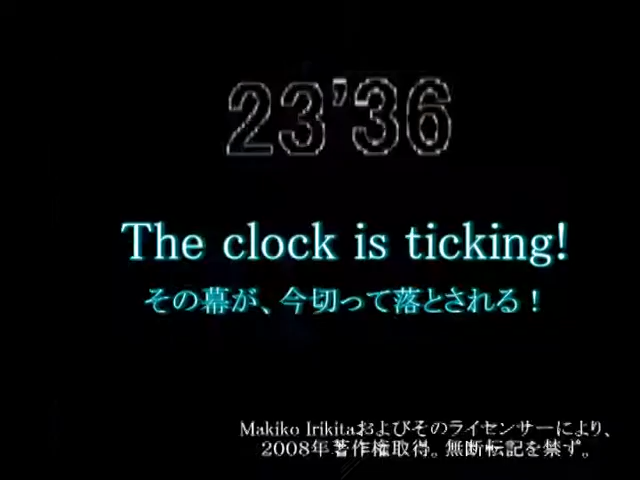 23'36
The clock is ticking!
その幕が、今切って落とされる！
Makiko Irikitaおよびそのライセンサーにより、
2008年著作権取得。無断転記を禁ず。